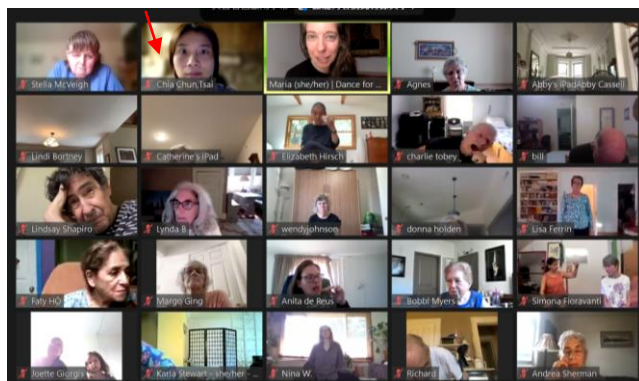 Stella McVeigh
Chia Chun,Tsai
Maria (she/her) | Dance for ...
Agnes
Abby's iPadAbby Cassell
Lindi Bortney
Catherine's iPad
Elizabeth Hirsch
charlie tobey
bill
Lindsay Shapiro
Lynda B
wendyjohnson
donna holden
Lisa Ferrin
Faty HO
Margo Ging
Anita de Reus
Bobbi Myers
Simona Fioravanti
Joette Giorgis
Karla Stewart - she/her - ...
Nina W.
Richard
Andrea Sherman